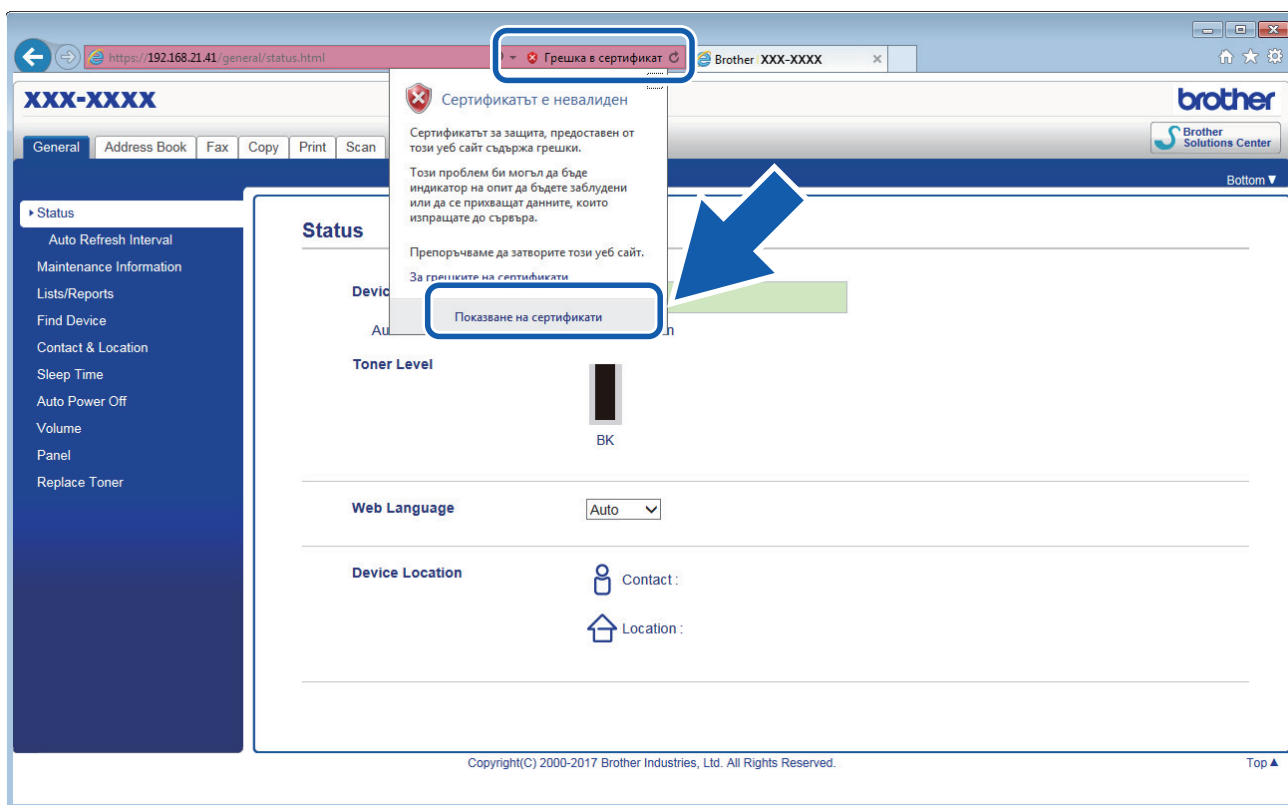 https://192.168.21.41/general/status.html
Грешка в сертификат
Brother XXX-XXXX
XXX-XXXX
brother
Сертификатът е невалиден
Сертификатът за защита, предоставен от
този уеб сайт съдържа грешки.
Този проблем би могъл да бъде
индикатор на опит да бъдете заблудени
или да се прихващат данните, които
изпращате до сървъра.
Препоръчваме да затворите този уеб сайт.
За грешките на сертификати
Показване на сертификати
General Address Book Fax Copy Print Scan
Brother
Solutions Center
Bottom▼
Status
Auto Refresh Interval
Maintenance Information
Lists/Reports
Find Device
Contact & Location
Sleep Time
Auto Power Off
Volume
Panel
Replace Toner
Status
Toner Level
BK
Web Language
Auto
Device Location
Contact :
Location :
Copyright(C) 2000-2017 Brother Industries, Ltd. All Rights Reserved.
Top▲